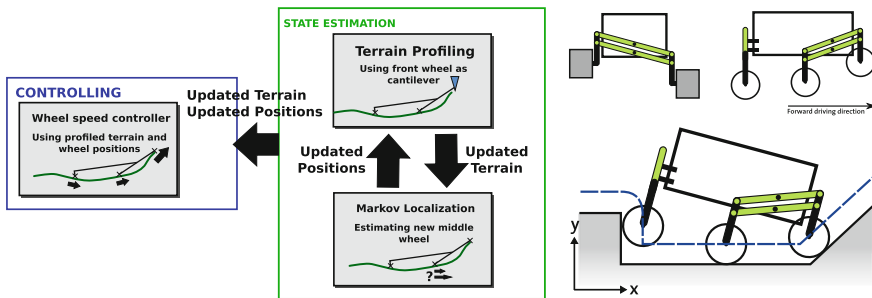 STATE ESTIMATION
Terrain Profiling
Using front wheel as
cantilever
CONTROLLING
Wheel speed controller
Using profiled terrain and
wheel positions
Updated Terrain
Updated Positions
Updated
Positions
Updated
Terrain
Markov Localization
Estimating new middle
wheel
?
Forward driving direction
y
x